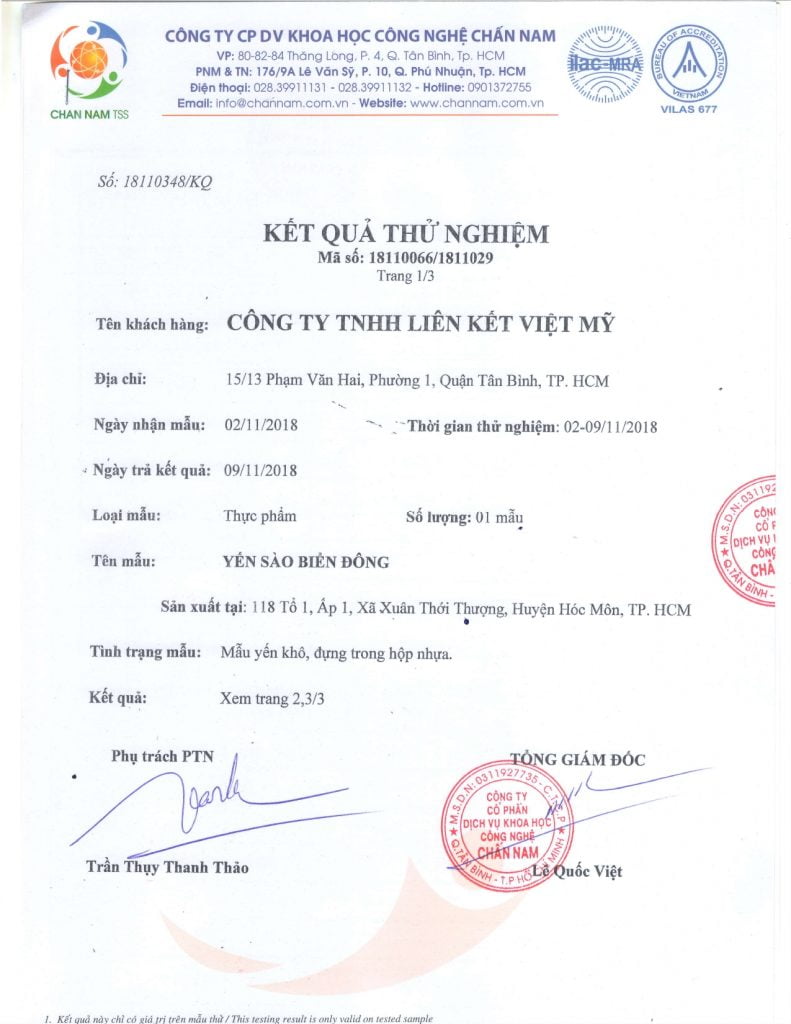 CHAN NAM TSS
CÔNG TY CP DV KHOA HỌC CÔNG NGHỆ CHẤN NAM
VP: 80-82-84 Thăng Long, P. 4, Q. Tân Bình, Tp. HCM
PNM & TN: 176/9A Lê Văn Sỹ, P. 10, Q. Phú Nhuận, Tp. HCM
Điện thoại: 028.39911131 - 028.39911132 - Hotline: 0901372755
Email: info@channam.com.vn - Website: www.channam.com.vn
ilac-MRA
BUREAU OF ACCREDITATION
VIETNAM
VILAS 677
Số: 18110348/KQ
KẾT QUẢ THỬ NGHIỆM
Mã số: 18110066/1811029
Trang 1/3
Tên khách hàng: CÔNG TY TNHH LIÊN KẾT VIỆT MỸ
Địa chỉ: 15/13 Phạm Văn Hai, Phường 1, Quận Tân Bình, TP. HCM
Ngày nhận mẫu: 02/11/2018 Thời gian thử nghiệm: 02-09/11/2018
Ngày trả kết quả: 09/11/2018
Loại mẫu: Thực phẩm Số lượng: 01 mẫu
Tên mẫu: YẾN SÀO BIỂN ĐÔNG
Sản xuất tại: 118 Tổ 1, Ấp 1, Xã Xuân Thới Thượng, Huyện Hóc Môn, TP. HCM
Tình trạng mẫu: Mẫu yến khô, đựng trong hộp nhựa.
Kết quả: Xem trang 2,3/3
M.S.D.N: 031192
CÔN
CỔ P
DỊCH VỤ
CÔNG
CHẤ
Q.TÂN BÌNH -
Phụ trách PTN TỔNG GIÁM ĐỐC
M.S.D.N: 0311927735 - C.T.C.P
CÔNG TY
CỔ PHẦN
DỊCH VỤ KHOA HỌC
CÔNG NGHỆ
CHẤN NAM
Q.TÂN BÌNH - T.P HỒ CHÍ MINH
Trần Thụy Thanh Thảo Lê Quốc Việt
1. Kết quả này chỉ có giá trị trên mẫu thử / This testing result is only valid on tested sample